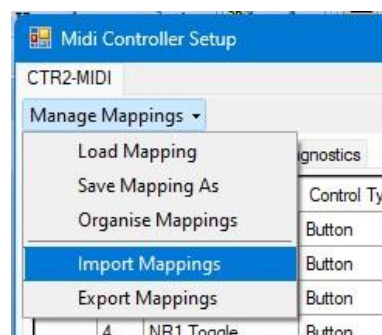 Midi Controller Setup
CTR2-MIDI
Manage Mappings
Load Mapping
Save Mapping As
Organise Mappings
Import Mappings
Export Mappings
ignostics
Control Ty
Button
Button
Button
4 NR1 Toggle Button